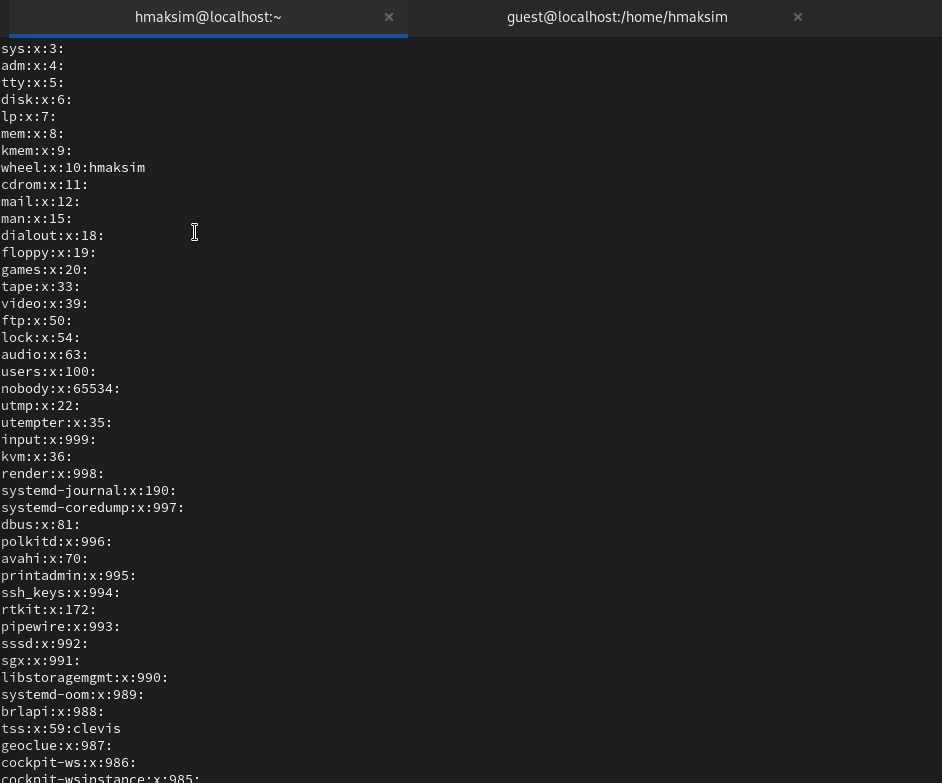 hmaksim@localhost:~ × guest@localhost:/home/hmaksim ×
sys:x:3:
adm:x:4:
tty:x:5:
disk:x:6:
lp:x:7:
mem:x:8:
kmem:x:9:
wheel:x:10:hmaksim
cdrom:x:11:
mail:x:12:
man:x:15:
dialout:x:18:
floppy:x:19:
games:x:20:
tape:x:33:
video:x:39:
ftp:x:50:
lock:x:54:
audio:x:63:
users:x:100:
nobody:x:65534:
utmp:x:22:
utempter:x:35:
input:x:999:
kvm:x:36:
render:x:998:
systemd-journal:x:190:
systemd-coredump:x:997:
dbus:x:81:
polkitd:x:996:
avahi:x:70:
printadmin:x:995:
ssh_keys:x:994:
rtkit:x:172:
pipewire:x:993:
sssd:x:992:
sgx:x:991:
libstoragemgmt:x:990:
systemd-oom:x:989:
brlapi:x:988:
tss:x:59:clevis
geoclue:x:987:
cockpit-ws:x:986:
cockpit-wsinstance:x:985: